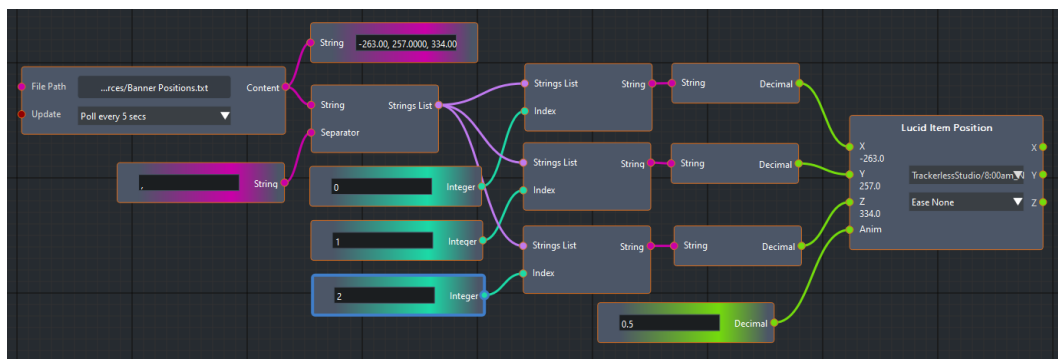 String
-263.00, 257.0000, 334.00
File Path
...rces/Banner Positions.txt
Content
Update
Poll every 5 secs
String
Strings List
Separator
,
String
Strings List
String
Index
String
Decimal
0
Integer
Strings List
String
Index
String
Decimal
1
Integer
Strings List
String
Index
String
Decimal
2
Integer
0.5
Decimal
Lucid Item Position
X
X
-263.0
Y
TrackerlessStudio/8:00am
Y
257.0
Z
Ease None
Z
334.0
Anim